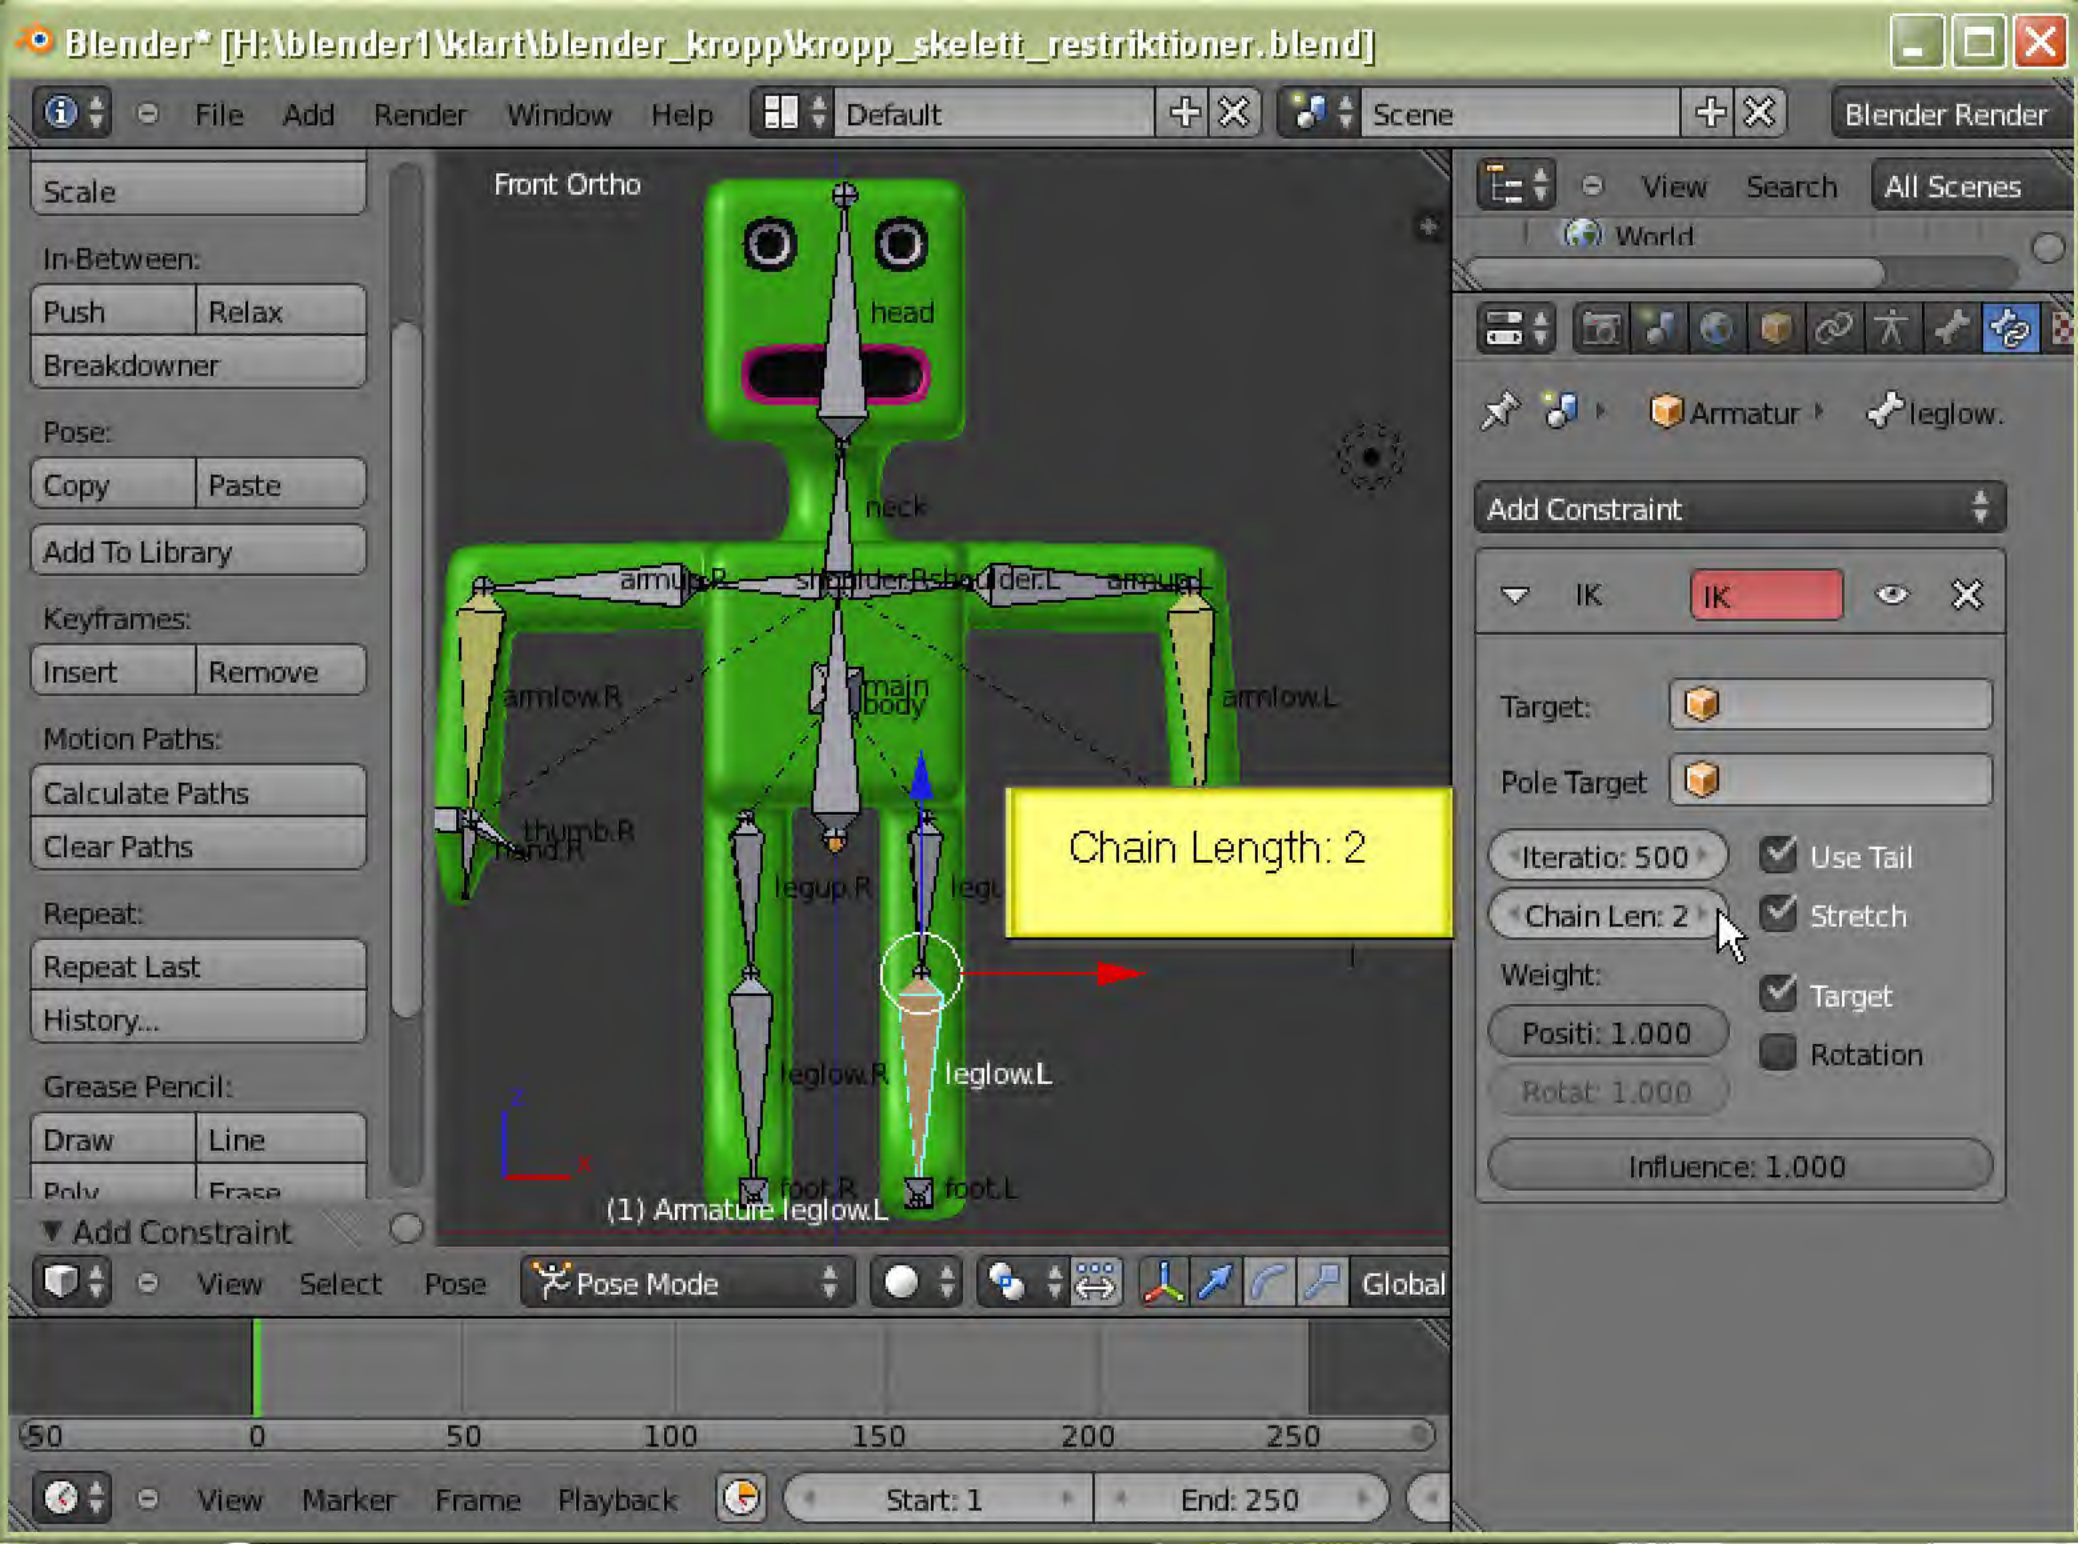 Blender* [H:\blender1\klart\blender_kropp\kropp_skelett_restriktioner.blend]
File Add Render Window Help Default Scene Blender Render
Scale
In-Between:
Push Relax
Breakdowner
Pose:
Copy Paste
Add To Library
Keyframes:
Insert Remove
Motion Paths:
Calculate Paths
Clear Paths
Repeat:
Repeat Last
History...
Grease Pencil:
Draw Line
Poly Erase
Add Constraint
Front Ortho
head
neck
armup.R shoulder.R shoulder.L armup.L
armlow.R
main
body
armlow.L
thumb.R
hand.R
legup.R
leglow.R
leglow.L
foot.R
foot.L
z
x
(1) Armature leglow.L
Chain Length: 2
View Search All Scenes
World
Armatur leglow.
Add Constraint
IK IK
Target:
Pole Target
Iteratio: 500 Use Tail
Chain Len: 2 Stretch
Weight:
Target
Positi: 1.000
Rotation
Rotat: 1.000
Influence: 1.000
View Select Pose Pose Mode Global
-50 0 50 100 150 200 250
View Marker Frame Playback Start: 1 End: 250